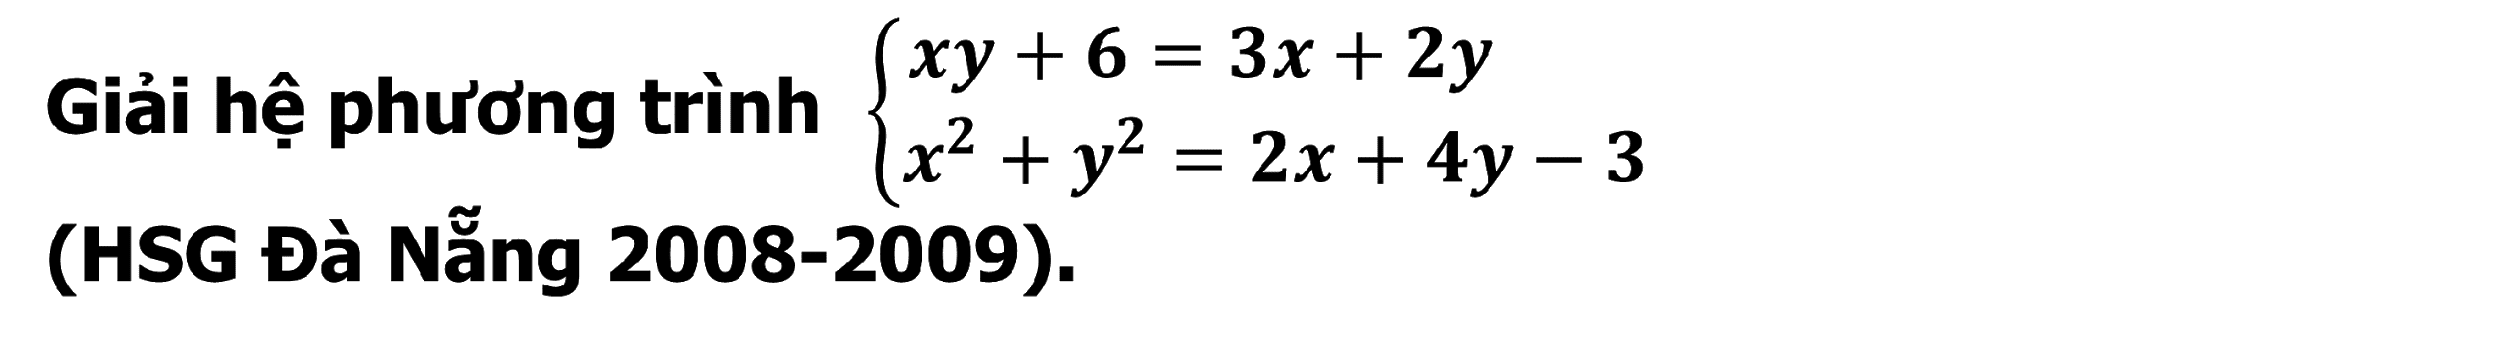 Giải hệ phương trình { xy + 6 = 3x + 2y
x² + y² = 2x + 4y − 3
(HSG Đà Nẵng 2008-2009).